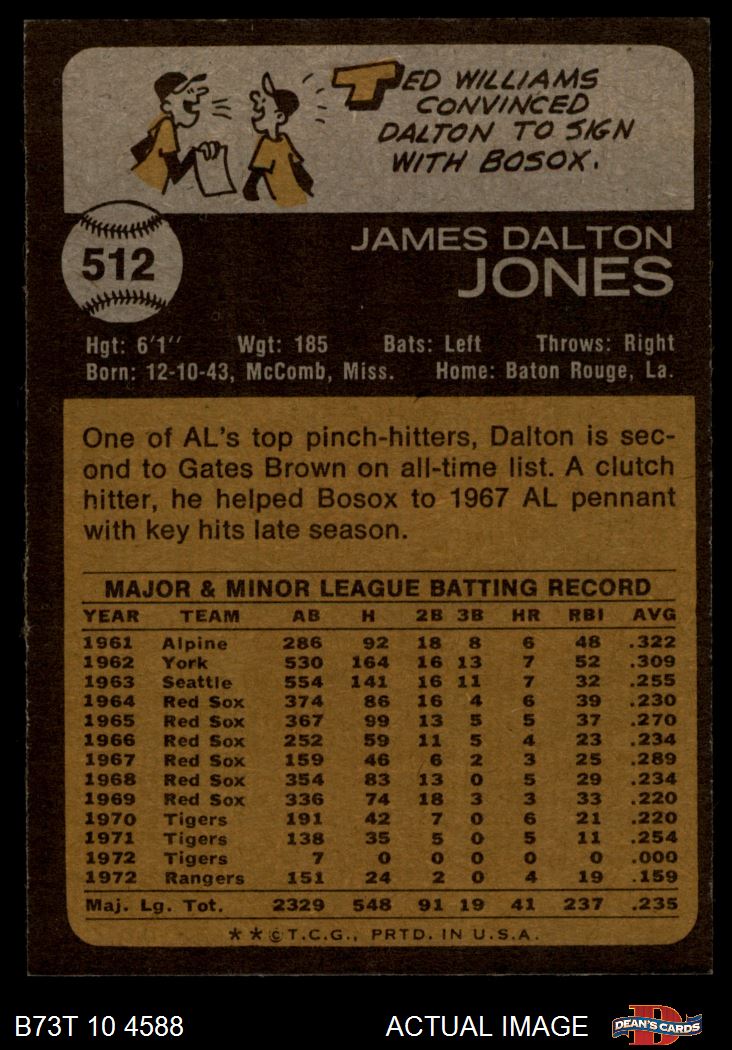 TED WILLIAMS
CONVINCED
DALTON TO SIGN
WITH BOSOX.
512
JAMES DALTON
JONES
Hgt: 6'1" Wgt: 185 Bats: Left Throws: Right
Born: 12-10-43, McComb, Miss. Home: Baton Rouge, La.
One of AL's top pinch-hitters, Dalton is sec-
ond to Gates Brown on all-time list. A clutch
hitter, he helped Bosox to 1967 AL pennant
with key hits late season.
MAJOR & MINOR LEAGUE BATTING RECORD
YEAR TEAM AB H 2B 3B HR RBI AVG
1961 Alpine 286 92 18 8 6 48 .322
1962 York 530 164 16 13 7 52 .309
1963 Seattle 554 141 16 11 7 32 .255
1964 Red Sox 374 86 16 4 6 39 .230
1965 Red Sox 367 99 13 5 5 37 .270
1966 Red Sox 252 59 11 5 4 23 .234
1967 Red Sox 159 46 6 2 3 25 .289
1968 Red Sox 354 83 13 0 5 29 .234
1969 Red Sox 336 74 18 3 3 33 .220
1970 Tigers 191 42 7 0 6 21 .220
1971 Tigers 138 35 5 0 5 11 .254
1972 Tigers 7 0 0 0 0 0 .000
1972 Rangers 151 24 2 0 4 19 .159
Maj. Lg. Tot. 2329 548 91 19 41 237 .235
**©T.C.G., PRTD. IN U.S.A.
B73T 10 4588 ACTUAL IMAGE D DEAN'S CARDS